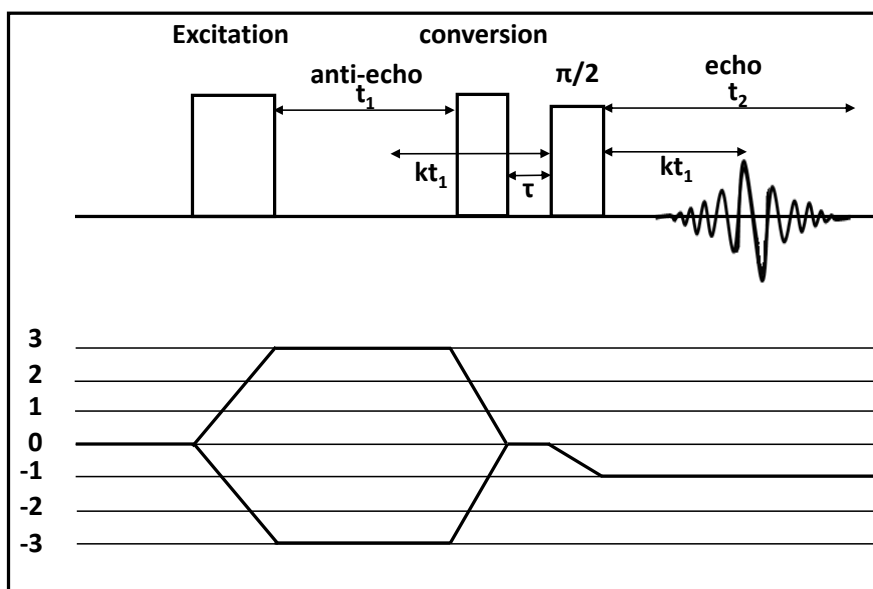 Excitation conversion
anti-echo π/2 echo
t₁ t₂
kt₁ kt₁
τ
3
2
1
0
-1
-2
-3